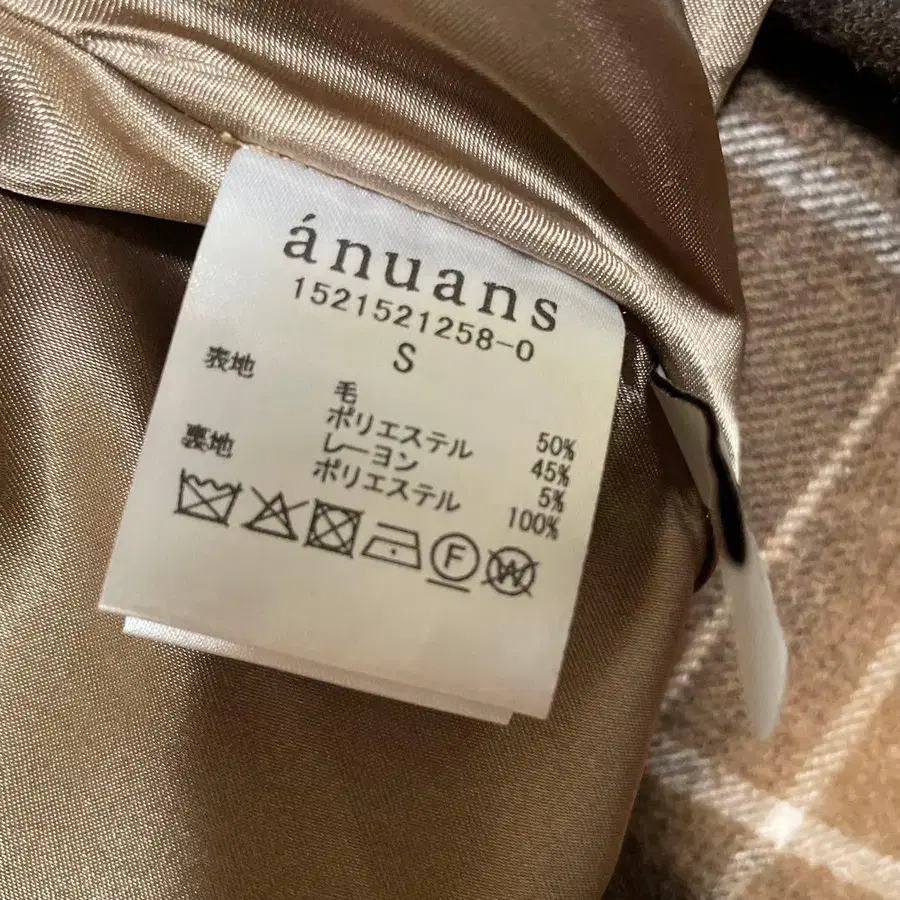 ánuans
1521521258-0
S
表地 毛 50%
ポリエステル 45%
レーヨン 5%
裏地 ポリエステル 100%
F W